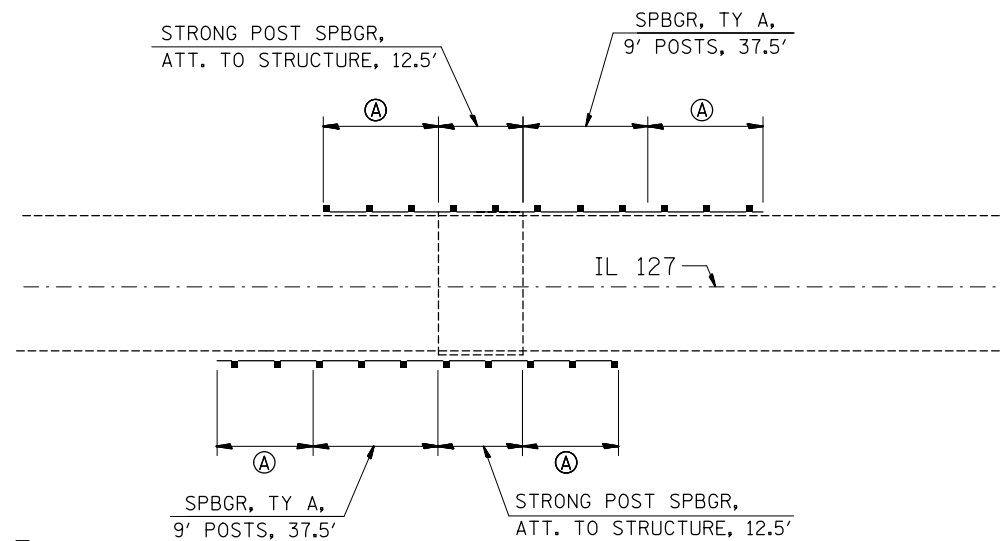 STRONG POST SPBGR,
ATT. TO STRUCTURE, 12.5'
SPBGR, TY A,
9' POSTS, 37.5'
A
A
IL 127
A
A
SPBGR, TY A,
9' POSTS, 37.5'
STRONG POST SPBGR,
ATT. TO STRUCTURE, 12.5'